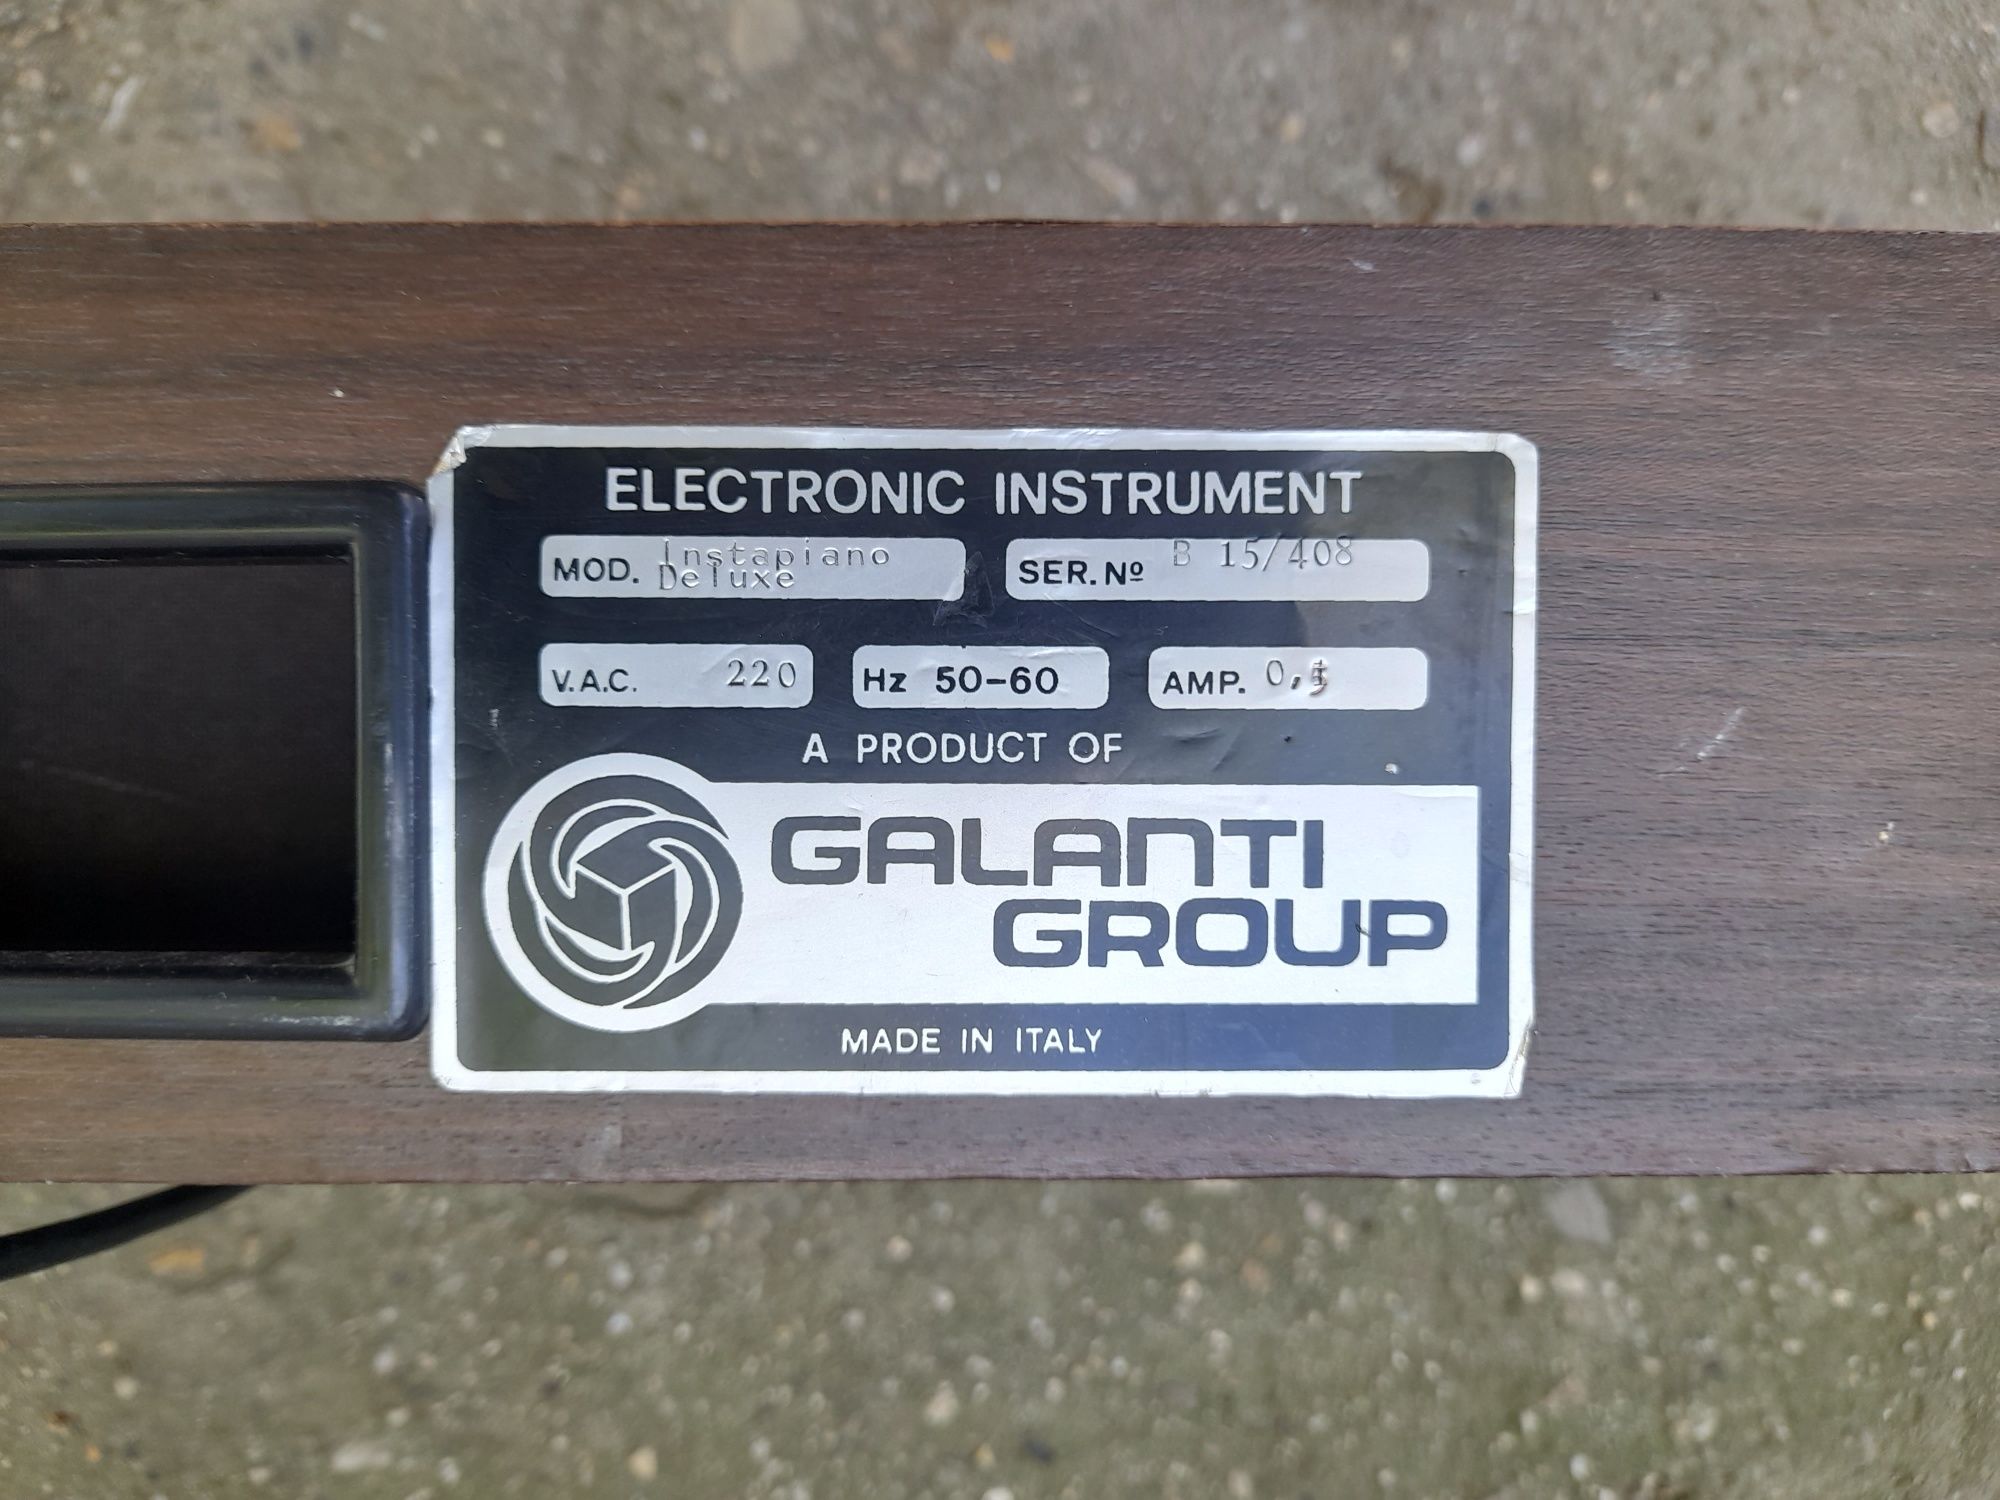 ELECTRONIC INSTRUMENT
MOD. Instapiano
Deluxe
SER. Nº B 15/408
V.A.C. 220 Hz 50-60 AMP.
A PRODUCT OF
GALANTI
GROUP
MADE IN ITALY